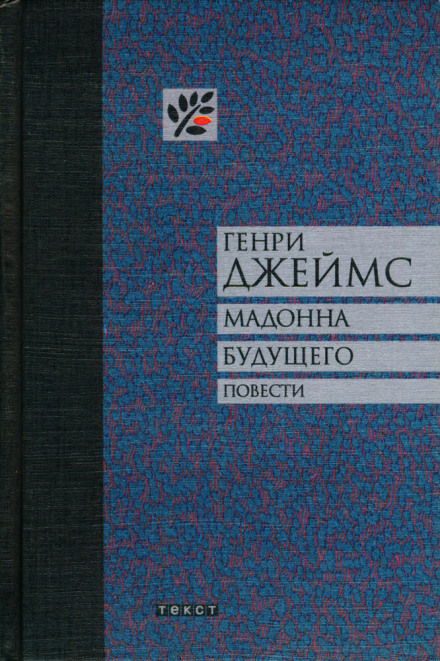 ГЕНРИ
ДЖЕЙМС
МАДОННА
БУДУЩЕГО
ПОВЕСТИ
текст